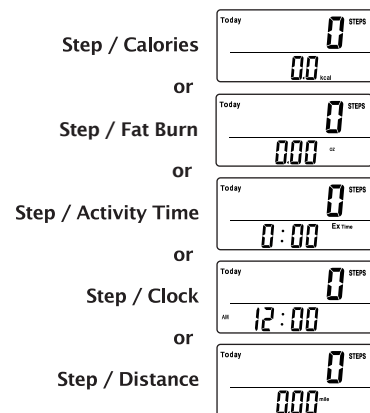 Today
0 STEPS
Step / Calories
0.0 kcal
or
Today
0 STEPS
Step / Fat Burn
0.00 oz
or
Today
0 STEPS
Step / Activity Time
0:00 Ex Time
or
Today
0 STEPS
Step / Clock
AM 12:00
or
Today
0 STEPS
Step / Distance
0.00 mile